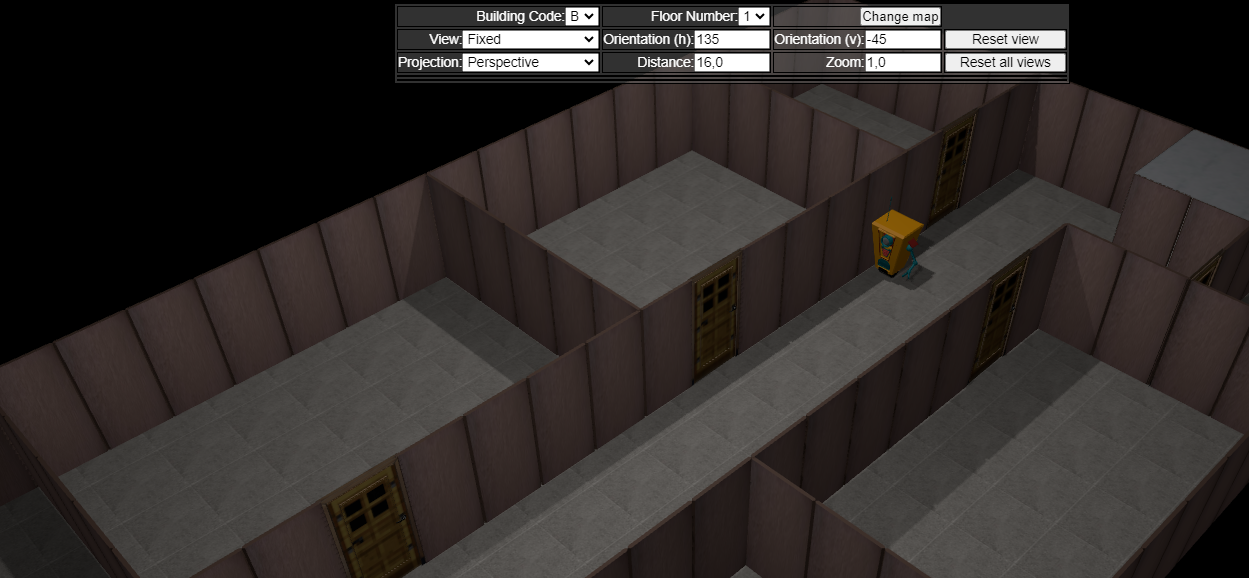 Building Code: B Floor Number: 1 Change map
View: Fixed Orientation (h): 135 Orientation (v): -45 Reset view
Projection: Perspective Distance: 16,0 Zoom: 1,0 Reset all views